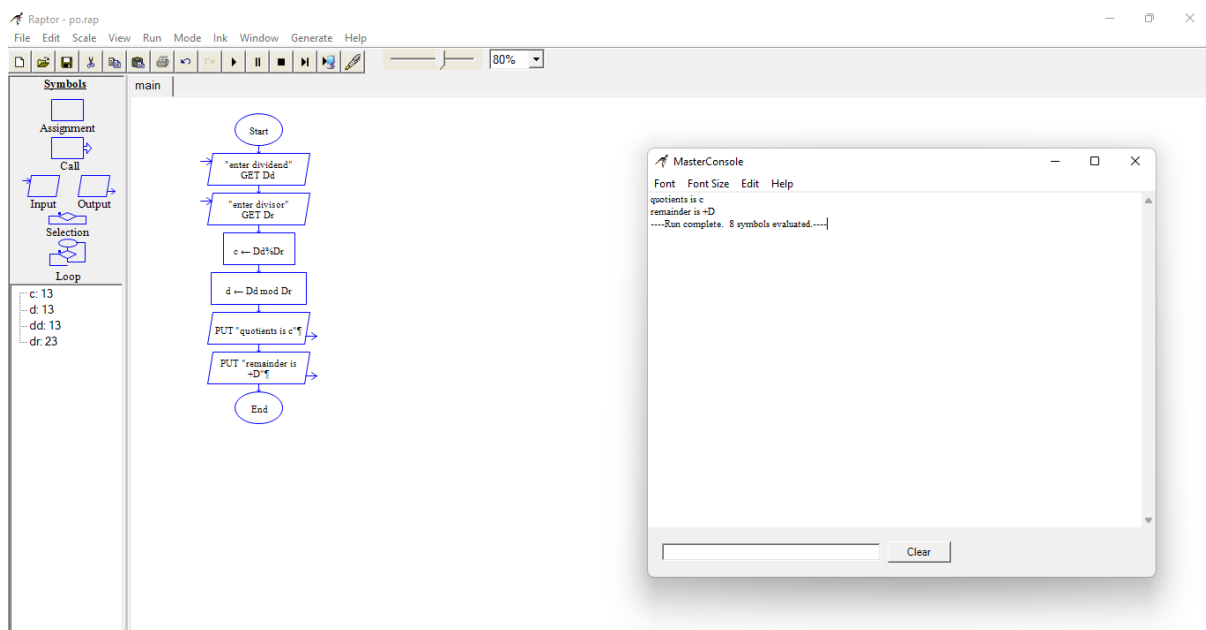 Raptor - po.rap
File Edit Scale View Run Mode Ink Window Generate Help
80%
Symbols
Assignment
Call
Input Output
Selection
Loop
c: 13
d: 13
dd: 13
dr: 23
main
Start
"enter dividend"
GET Dd
"enter divisor"
GET Dr
c ← Dd%Dr
d ← Dd mod Dr
PUT "quotients is c"¶
PUT "remainder is
+D"¶
End
MasterConsole
Font Font Size Edit Help
quotients is c
remainder is +D
----Run complete. 8 symbols evaluated.----
Clear